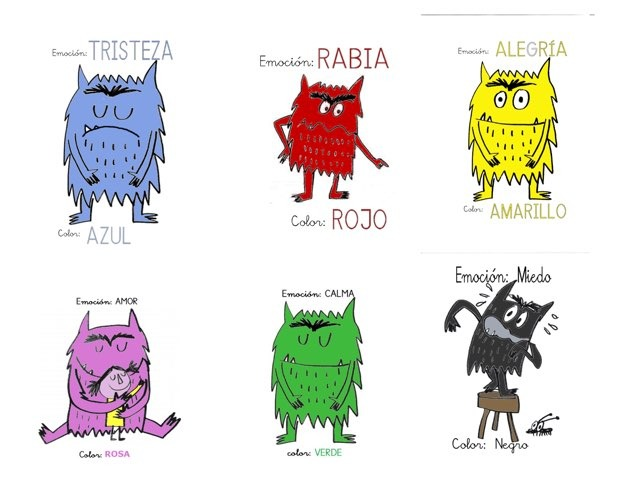 Emoción: TRISTEZA
Color: AZUL
Emoción: RABIA
Color: ROJO
Emoción: ALEGRÍA
Color: AMARILLO
Emoción: AMOR
Color: ROSA
Emoción: CALMA
color: VERDE
Emoción: Miedo
Color: Negro